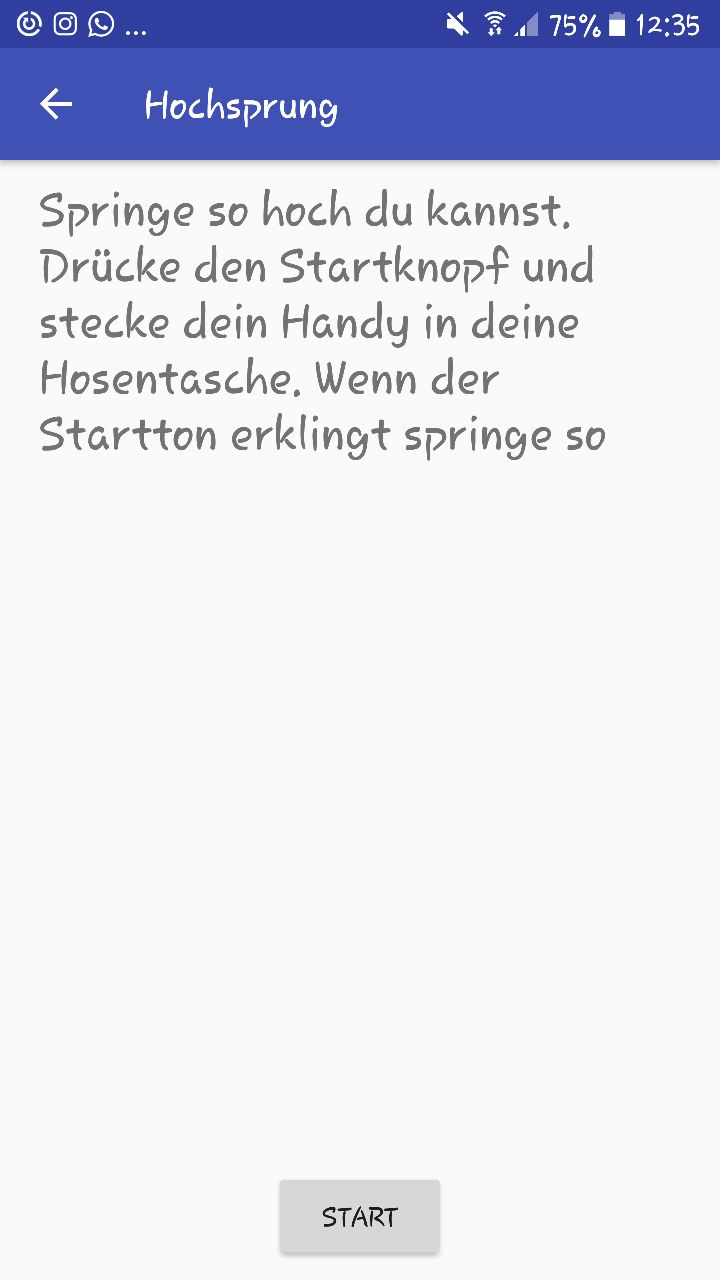 ... 75% 12:35
Hochsprung
Springe so hoch du kannst.
Drücke den Startknopf und
stecke dein Handy in deine
Hosentasche. Wenn der
Startton erklingt springe so
START